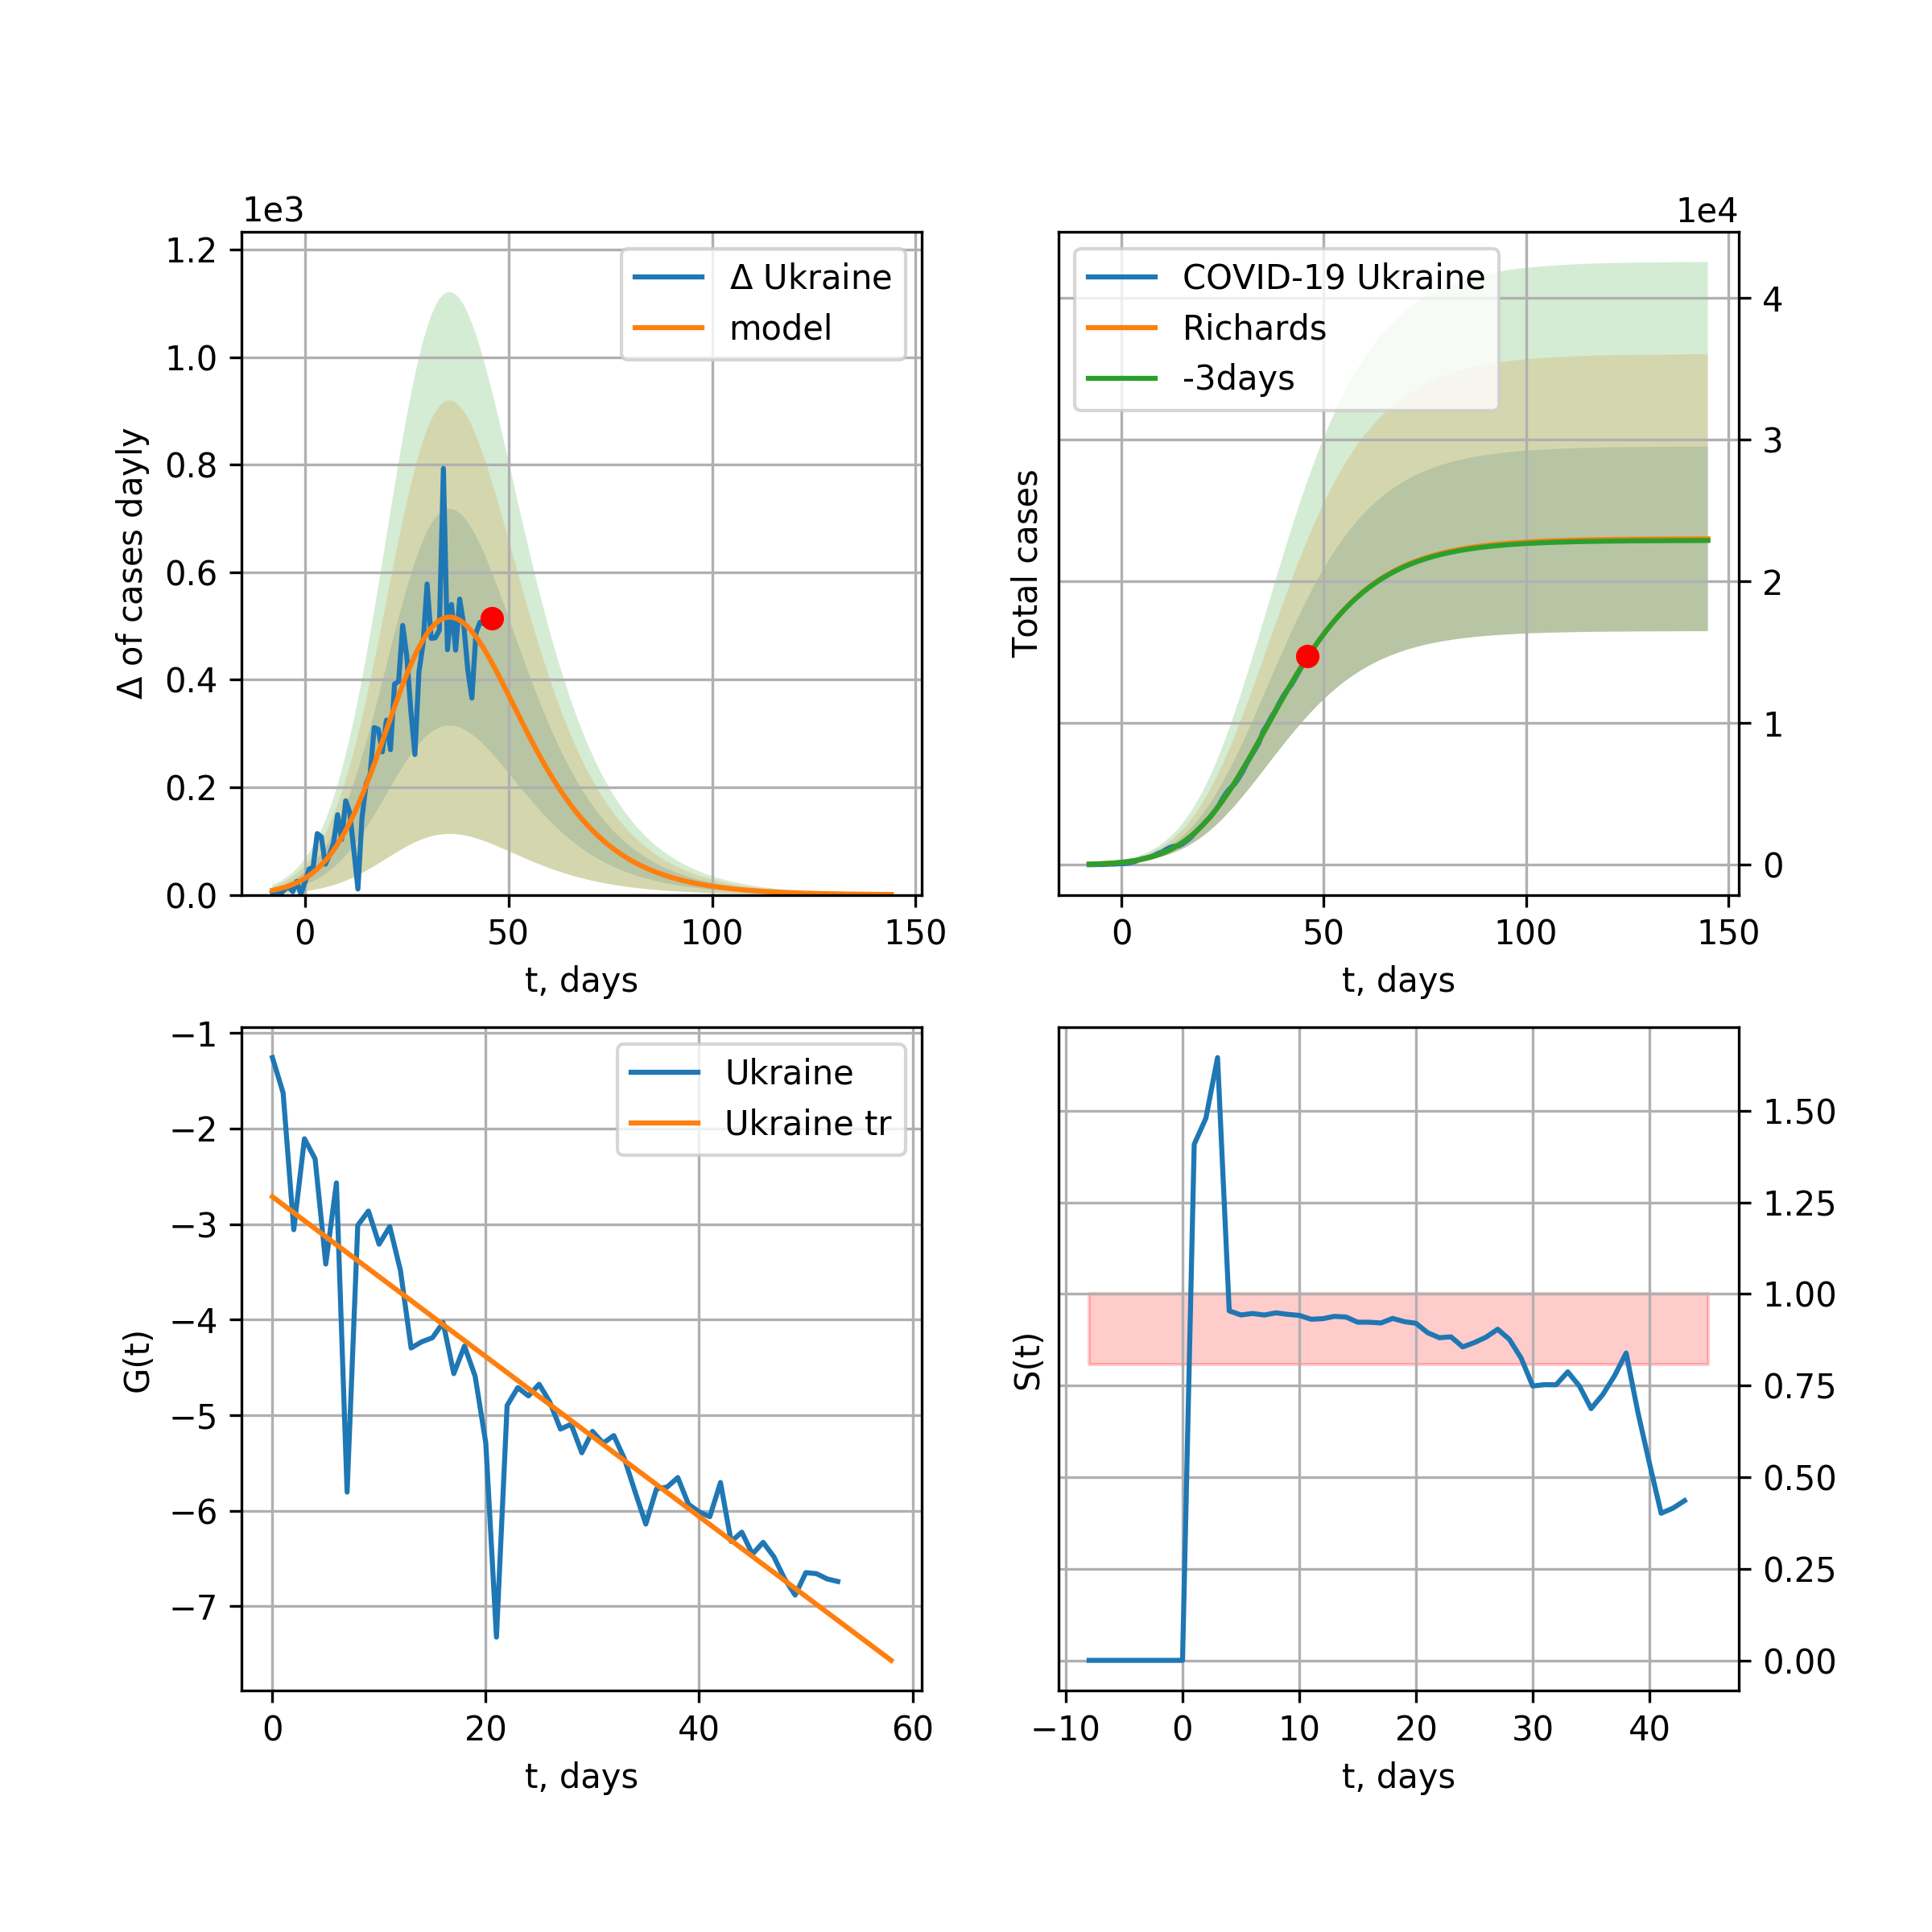 1e3
1.2
1.0
0.8
0.6
0.4
0.2
0.0
Δ of cases dayly
Δ Ukraine
model
0 50 100 150
t, days
1e4
Total cases
COVID-19 Ukraine
Richards
-3days
4
3
2
1
0
0 50 100 150
t, days
−1
−2
−3
−4
−5
−6
−7
G(t)
Ukraine
Ukraine tr
0 20 40 60
t, days
S(t)
1.50
1.25
1.00
0.75
0.50
0.25
0.00
−10 0 10 20 30 40
t, days